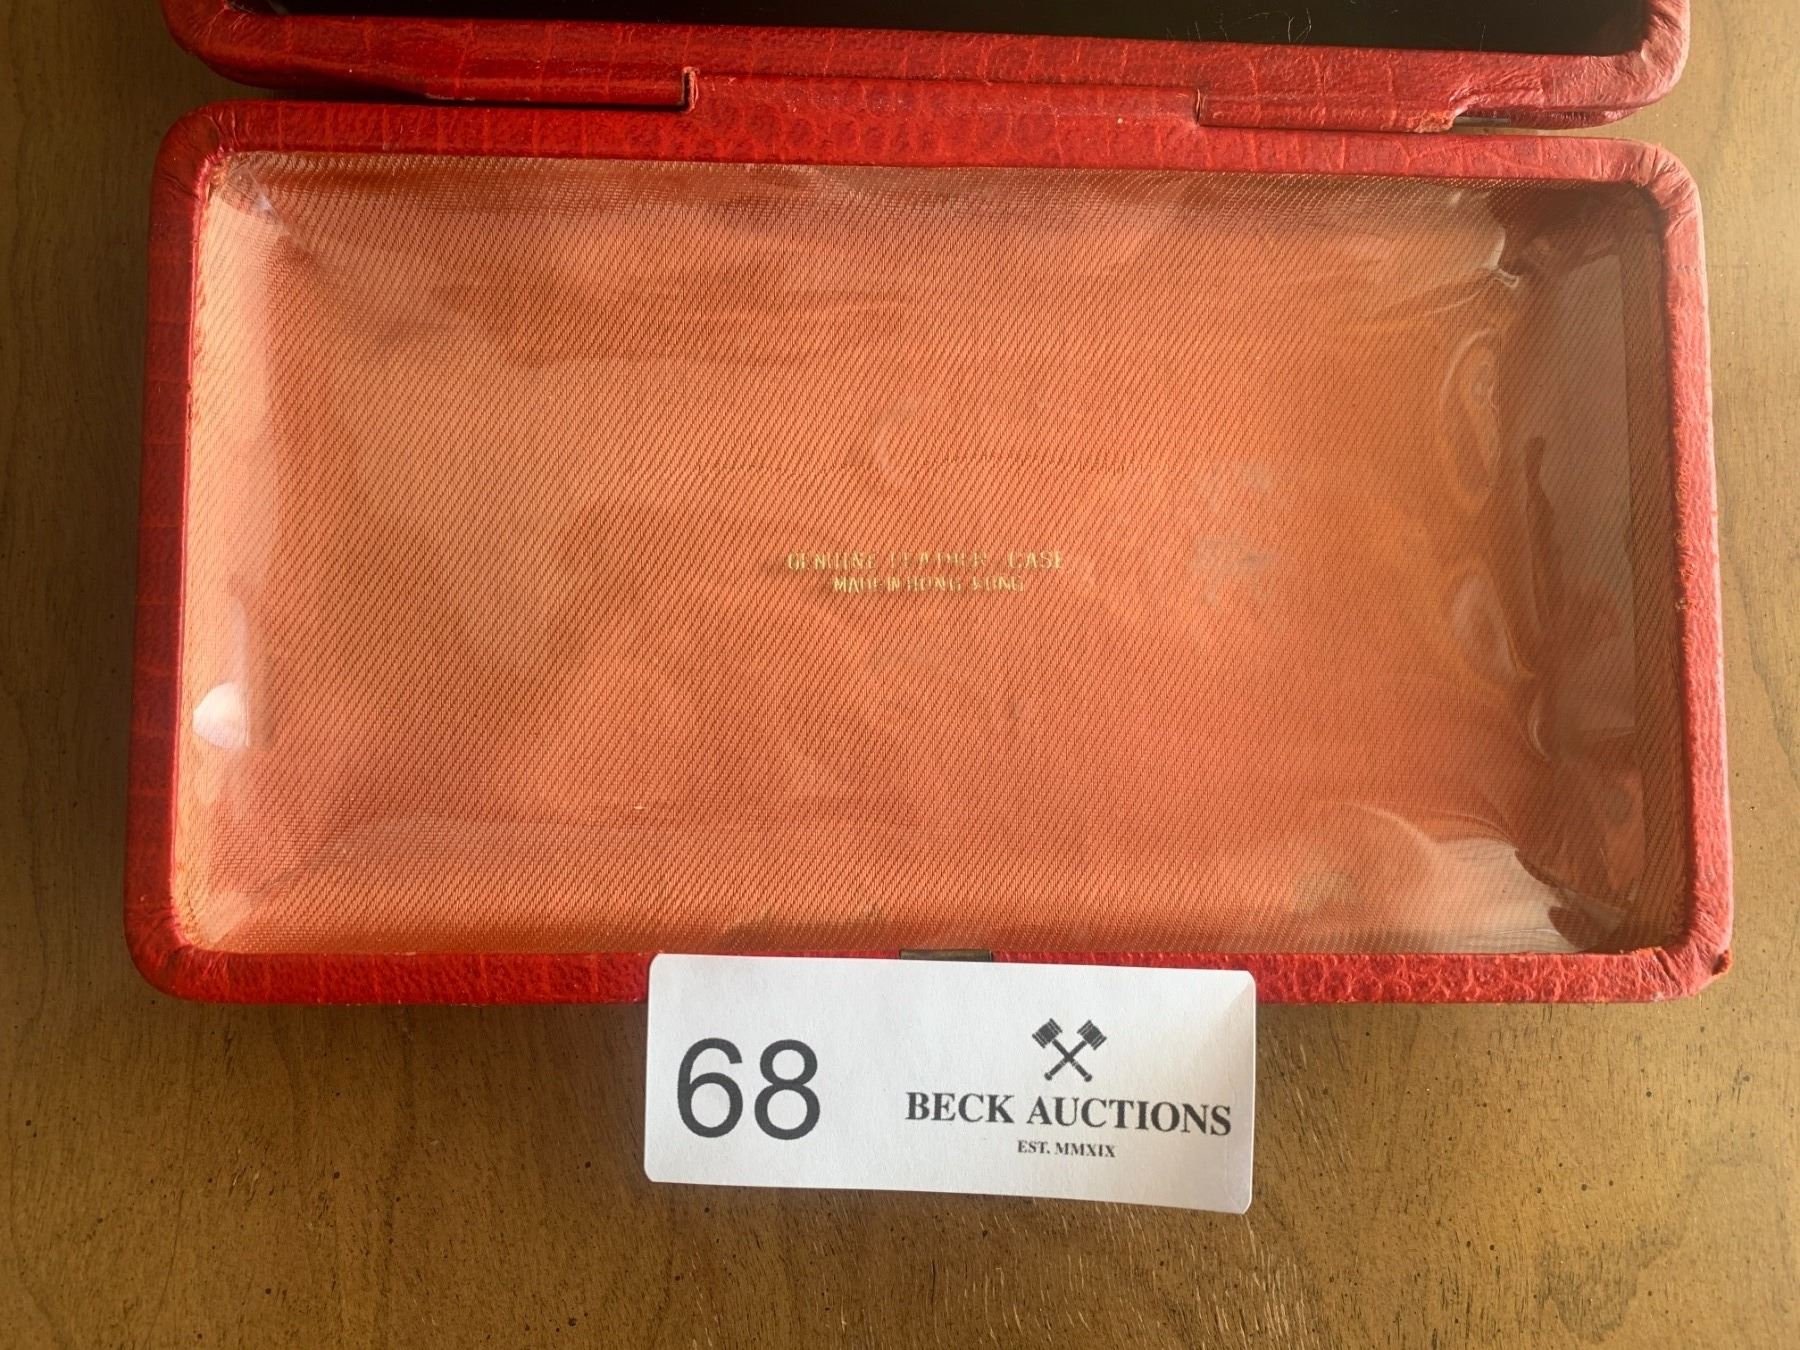 GENUINE LEATHER CASE
MADE IN HONG KONG
68
BECK AUCTIONS
EST. MMXIX